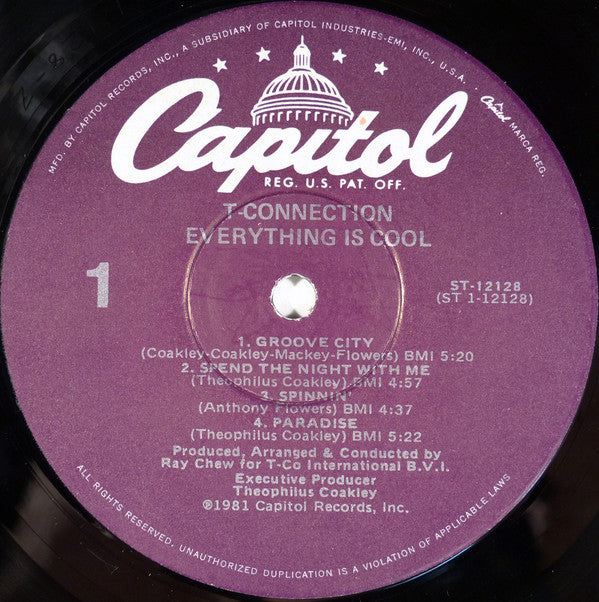 MFD. BY CAPITOL RECORDS, INC., A SUBSIDIARY OF CAPITOL INDUSTRIES-EMI, INC., U.S.A.
Capitol MARCA REG.
Capitol
REG. U.S. PAT. OFF.
T-CONNECTION
EVERYTHING IS COOL
1
ST-12128
(ST 1-12128)
1. GROOVE CITY
(Coakley-Coakley-Mackey-Flowers) BMI 5:20
2. SPEND THE NIGHT WITH ME
(Theophilus Coakley) BMI 4:57
3. SPINNIN'
(Anthony Flowers) BMI 4:37
4. PARADISE
(Theophilus Coakley) BMI 5:22
Produced, Arranged & Conducted by
Ray Chew for T-Co International B.V.I.
Executive Producer
Theophilus Coakley
℗1981 Capitol Records, Inc.
ALL RIGHTS RESERVED. UNAUTHORIZED DUPLICATION IS A VIOLATION OF APPLICABLE LAWS